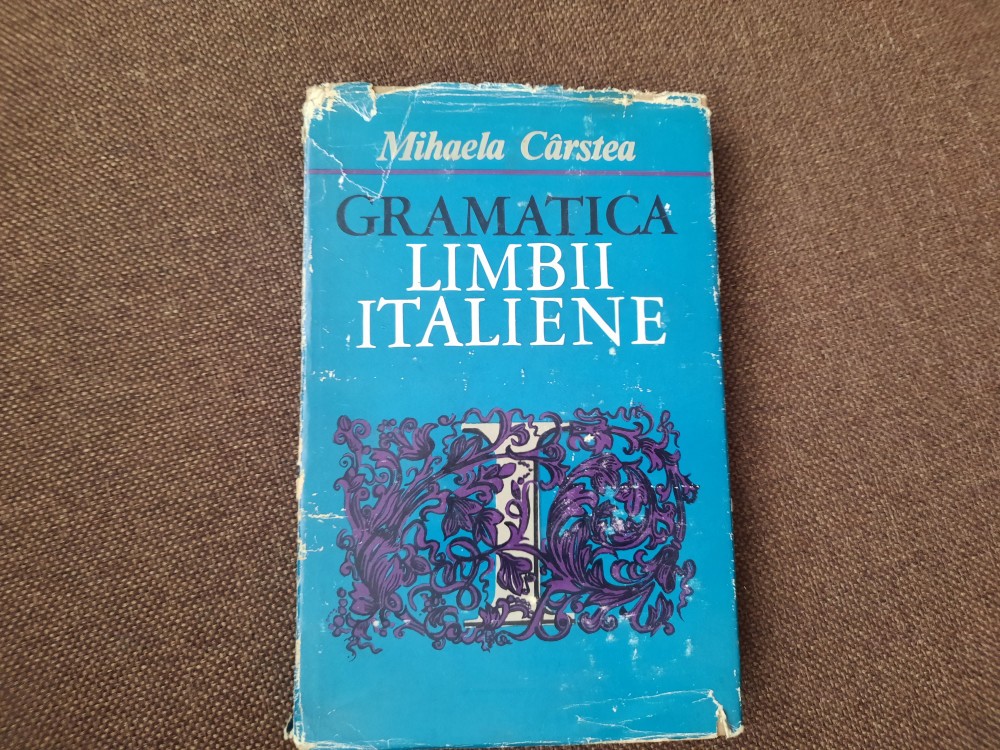 Mihaela Cârstea
GRAMATICA
LIMBII
ITALIENE
I